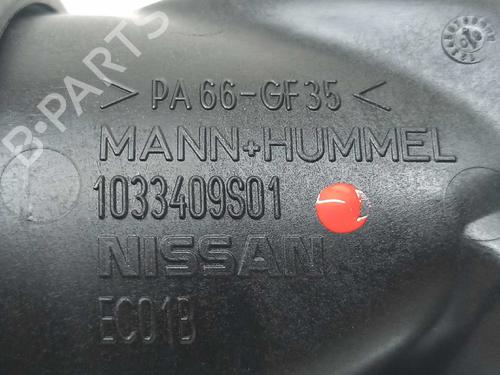 > PA 66-GF35 <
MANN+HUMMEL
1033409S01
NISSAN
EC01B
B-PARTS